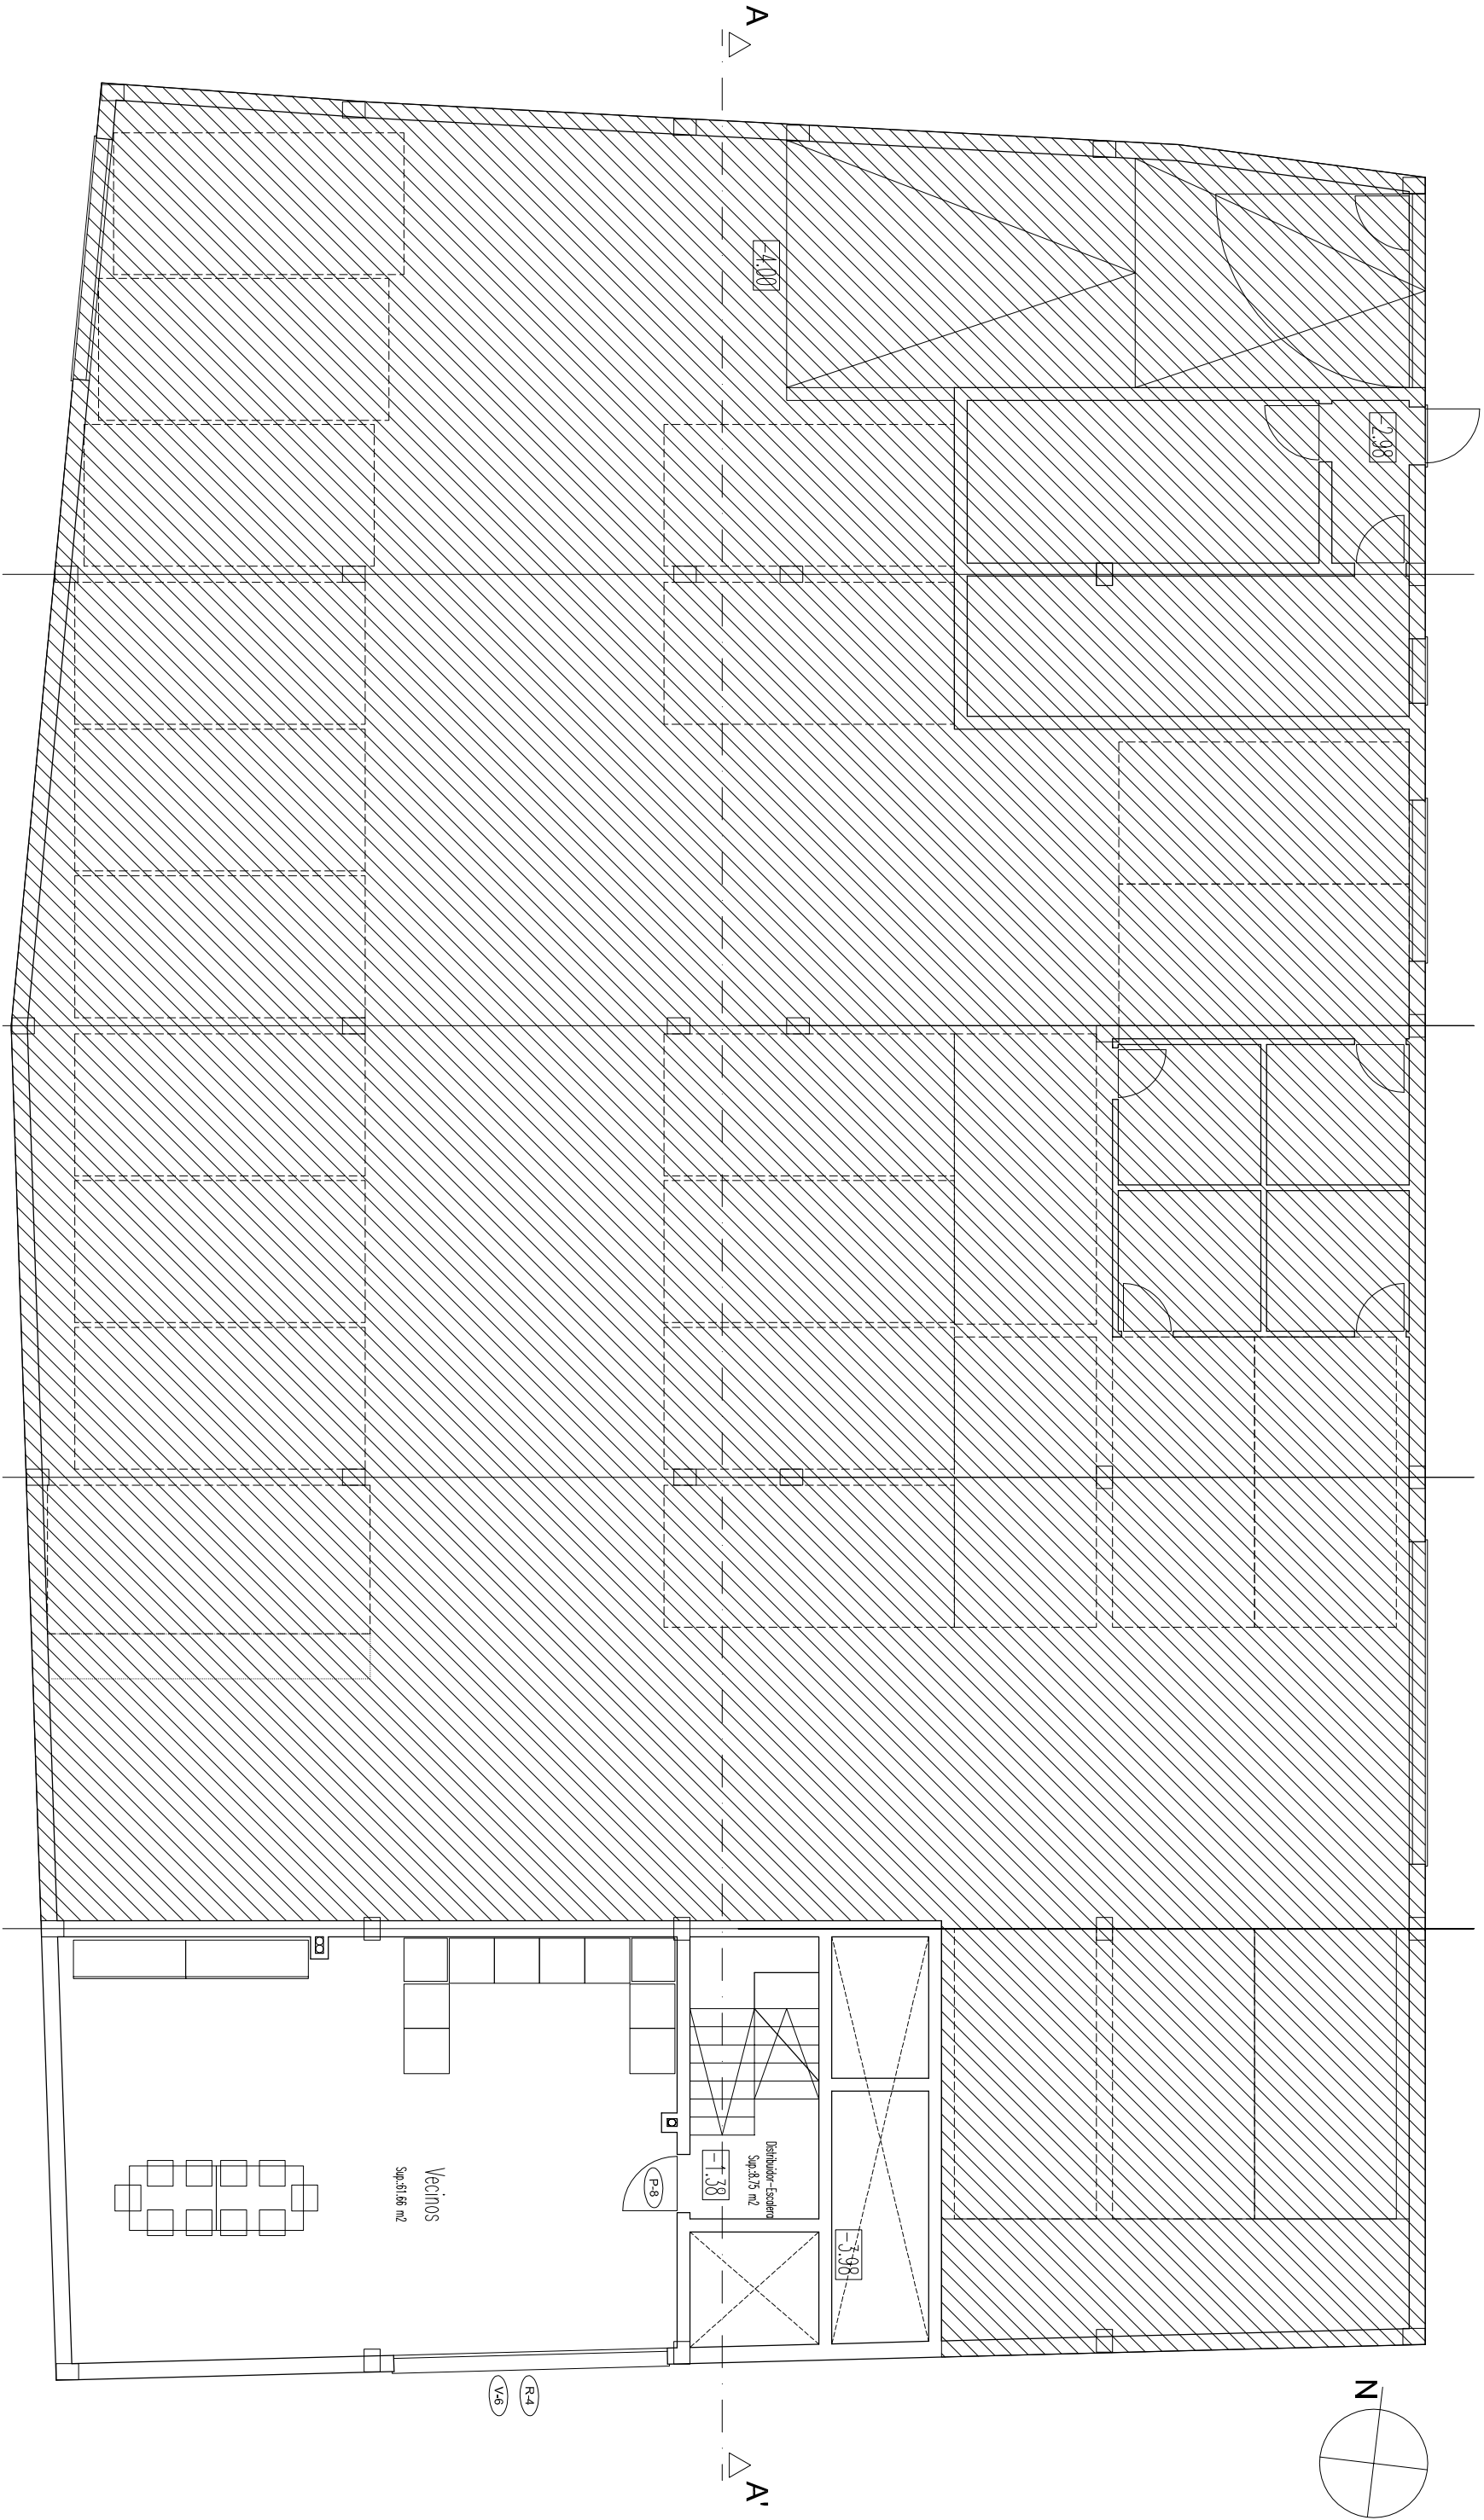 A
-4.00
-2.98
Distribuidor-Escalera
Sup.:8.75 m2
-1.38
P-8
Vecinos
Sup.:61.66 m2
-3.98
R-4
V-6
N
A'